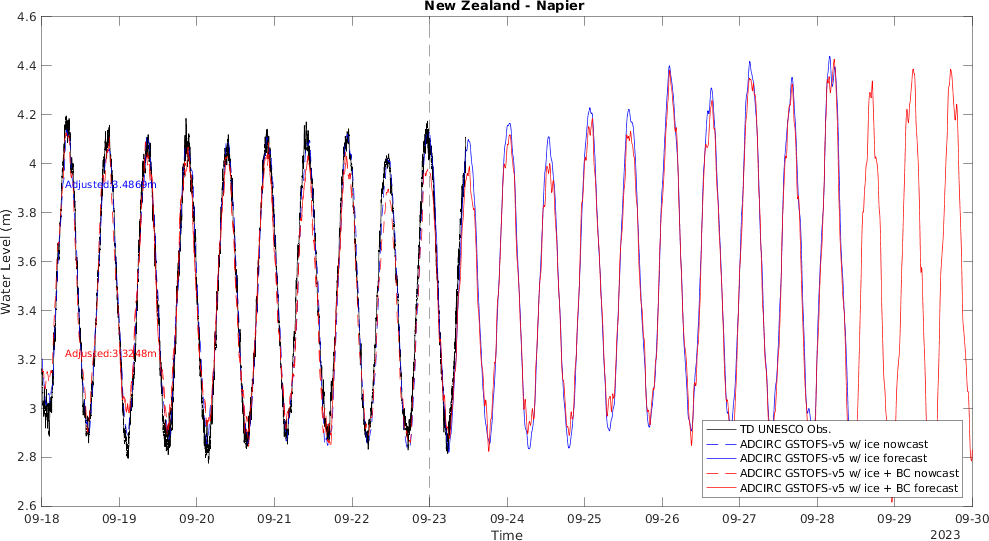 New Zealand - Napier
4.6
4.4
4.2
4
3.8
3.6
3.4
3.2
3
2.8
2.6
Water Level (m)
Adjusted:3.4869m
Adjusted:3.3248m
TD UNESCO Obs.
ADCIRC GSTOFS-v5 w/ ice nowcast
ADCIRC GSTOFS-v5 w/ ice forecast
ADCIRC GSTOFS-v5 w/ ice + BC nowcast
ADCIRC GSTOFS-v5 w/ ice + BC forecast
09-18 09-19 09-20 09-21 09-22 09-23 09-24 09-25 09-26 09-27 09-28 09-29 09-30
Time
2023